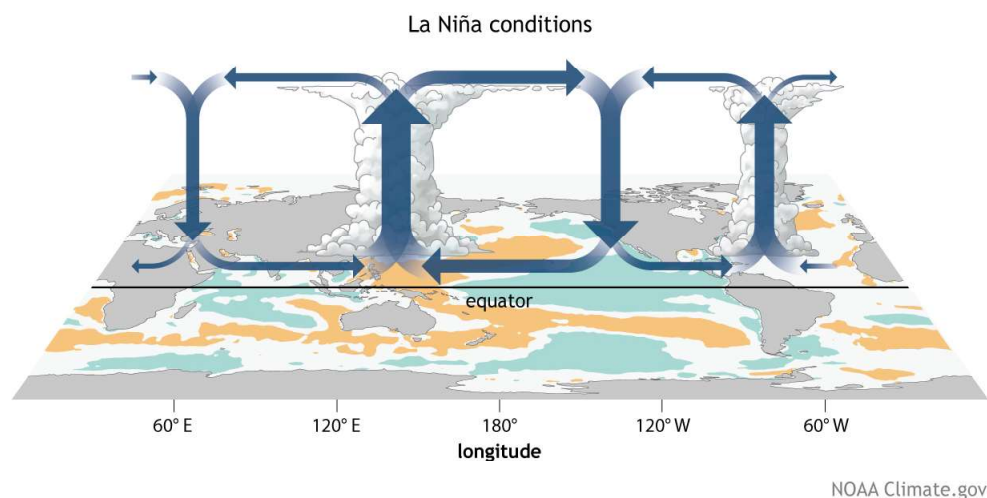 La Niña conditions
equator
60° E 120° E 180° 120° W 60° W
longitude
NOAA Climate.gov